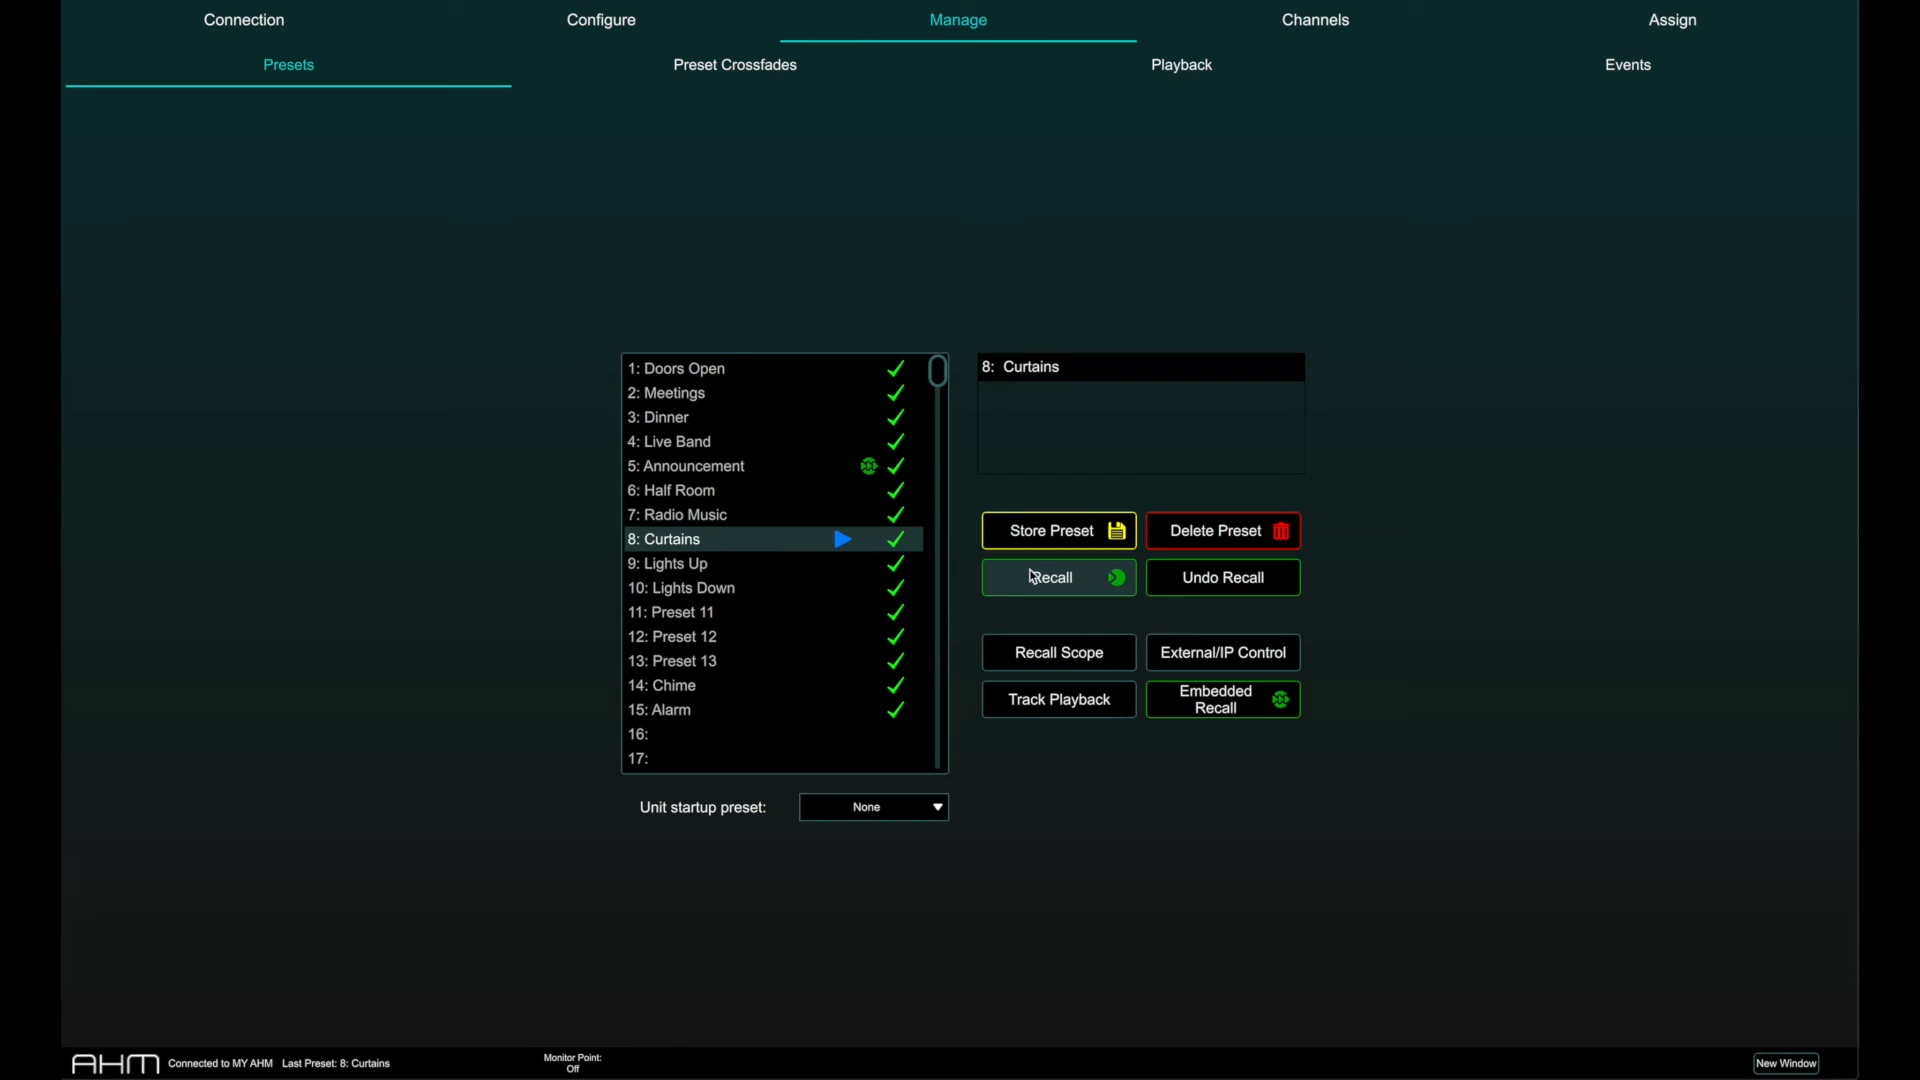 Connection Configure Manage Channels Assign
Presets Preset Crossfades Playback Events
1: Doors Open
2: Meetings
3: Dinner
4: Live Band
5: Announcement
6: Half Room
7: Radio Music
8: Curtains
9: Lights Up
10: Lights Down
11: Preset 11
12: Preset 12
13: Preset 13
14: Chime
15: Alarm
16:
17:
Unit startup preset: None
8: Curtains
Store Preset Delete Preset
Recall Undo Recall
Recall Scope External/IP Control
Track Playback Embedded
Recall
AHM Connected to MY AHM Last Preset: 8: Curtains
Monitor Point:
Off
New Window